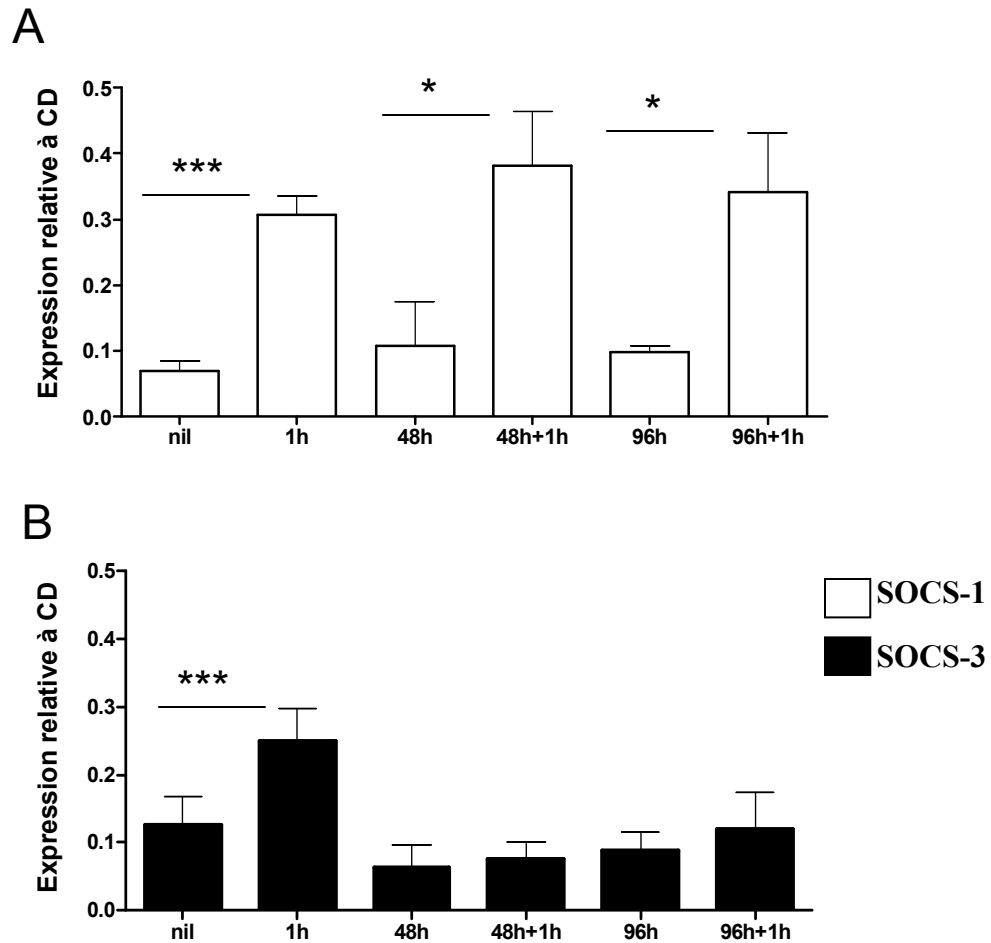 A
Expression relative à CD
0.5
0.4
0.3
0.2
0.1
0.0
***
*
*
nil 1h 48h 48h+1h 96h 96h+1h
B
Expression relative à CD
0.5
0.4
0.3
0.2
0.1
0.0
***
nil 1h 48h 48h+1h 96h 96h+1h
SOCS-1
SOCS-3